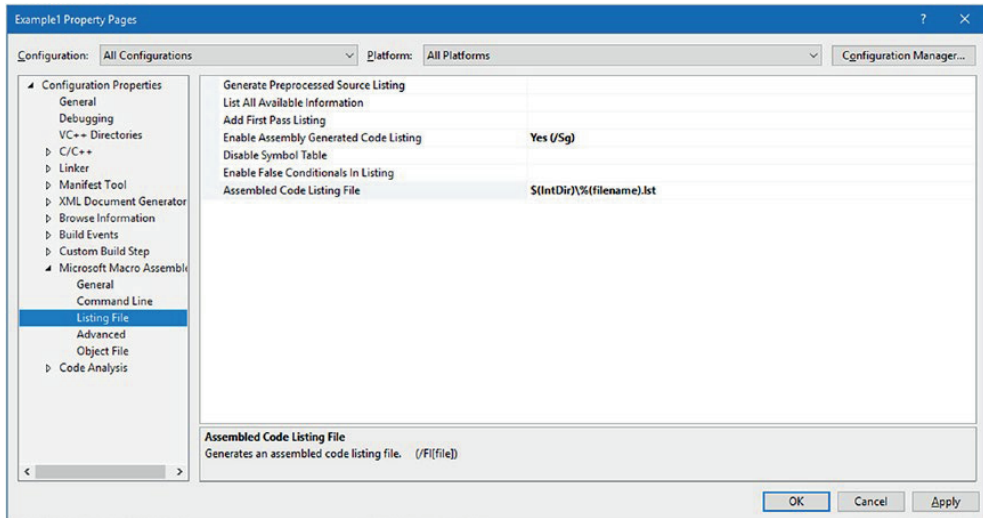 Example1 Property Pages
? ×
Configuration: All Configurations Platform: All Platforms Configuration Manager...
Configuration Properties
General
Debugging
VC++ Directories
C/C++
Linker
Manifest Tool
XML Document Generator
Browse Information
Build Events
Custom Build Step
Microsoft Macro Assemble
General
Command Line
Listing File
Advanced
Object File
Code Analysis
Generate Preprocessed Source Listing
List All Available Information
Add First Pass Listing
Enable Assembly Generated Code Listing Yes (/Sg)
Disable Symbol Table
Enable False Conditionals In Listing
Assembled Code Listing File $(IntDir)\%(filename).lst
Assembled Code Listing File
Generates an assembled code listing file. (/Fl[file])
OK Cancel Apply